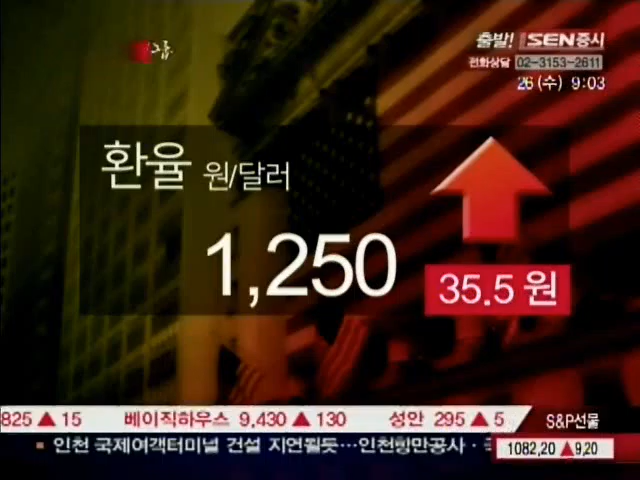 출발! SEN증시
전화상담 02-3153-2611
26 (수) 9:03
환율 원/달러
1,250
35.5 원
825 ▲ 15 베이직하우스 9,430 ▲ 130 성안 295 ▲ 5 S&P선물
인천 국제여객터미널 건설 지연될듯…인천항만공사 · 1082,20 ▲9,20